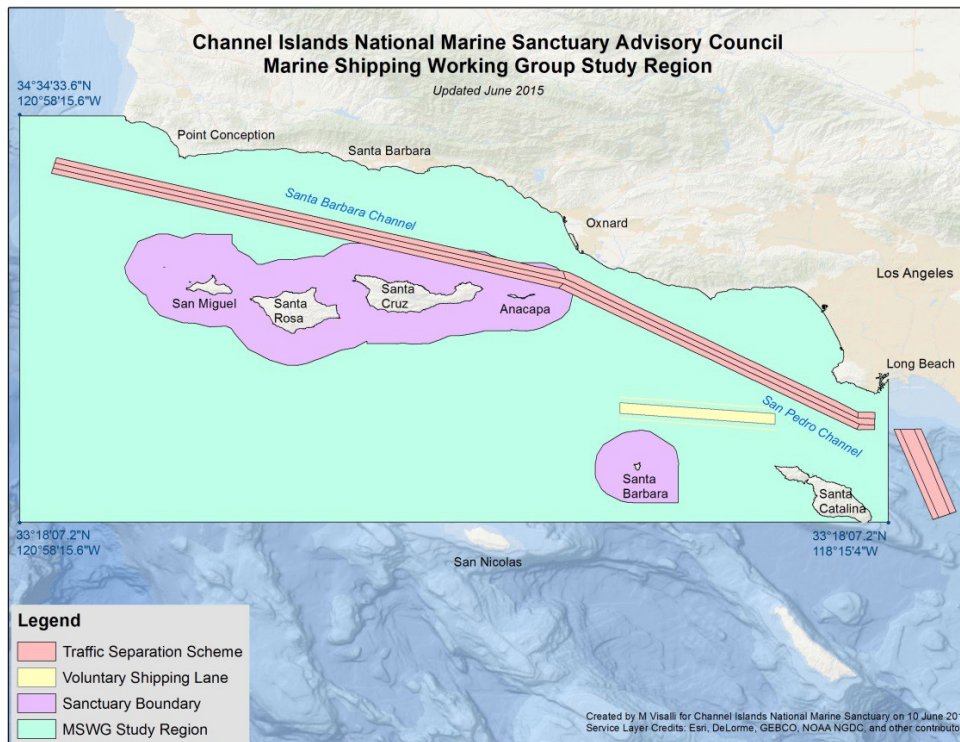 Channel Islands National Marine Sanctuary Advisory Council
Marine Shipping Working Group Study Region
Updated June 2015
34°34'33.6"N
120°58'15.6"W
Point Conception
Santa Barbara
Santa Barbara Channel
Oxnard
Los Angeles
San Miguel
Santa
Rosa
Santa
Cruz
Anacapa
Long Beach
San Pedro Channel
Santa
Barbara
Santa
Catalina
33°18'07.2"N
120°58'15.6"W
33°18'07.2"N
118°15'4"W
San Nicolas
Legend
Traffic Separation Scheme
Voluntary Shipping Lane
Sanctuary Boundary
MSWG Study Region
Created by M Visalli for Channel Islands National Marine Sanctuary on 10 June 201
Service Layer Credits: Esri, DeLorme, GEBCO, NOAA NGDC, and other contributo